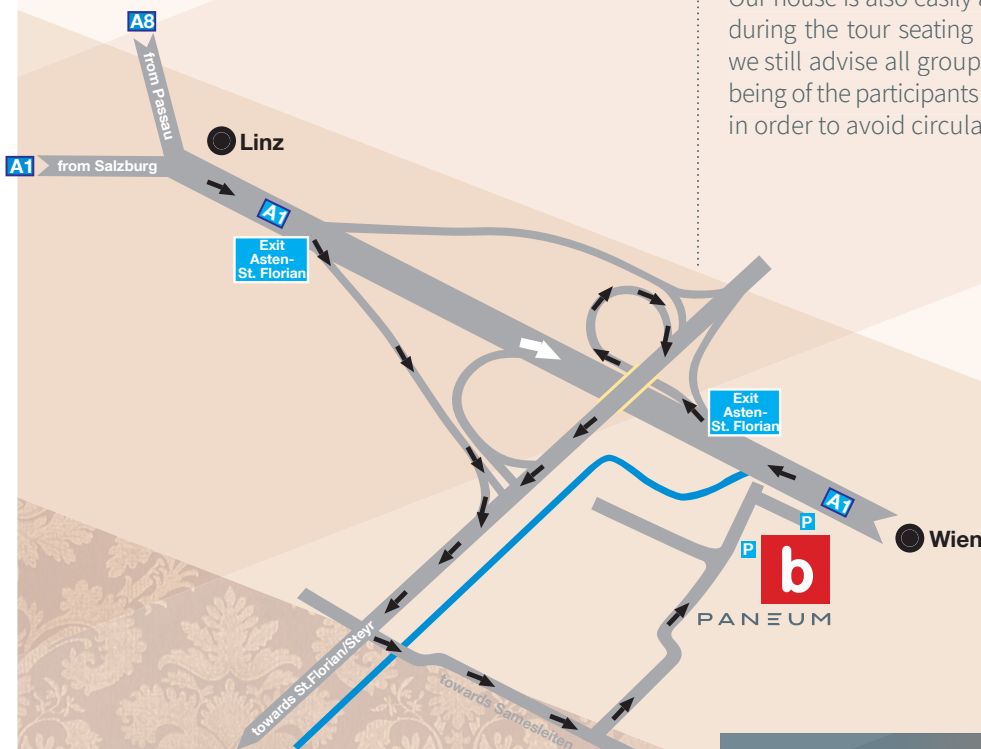 Our house is also easily
during the tour seating
we still advise all group
being of the participants
in order to avoid circula
A8
from Passau
Linz
A1
from Salzburg
A1
Exit
Asten-
St. Florian
Exit
Asten-
St. Florian
A1
Wien
P
P
b
PANEUM
towards St.Florian/Steyr
towards Samesleiten